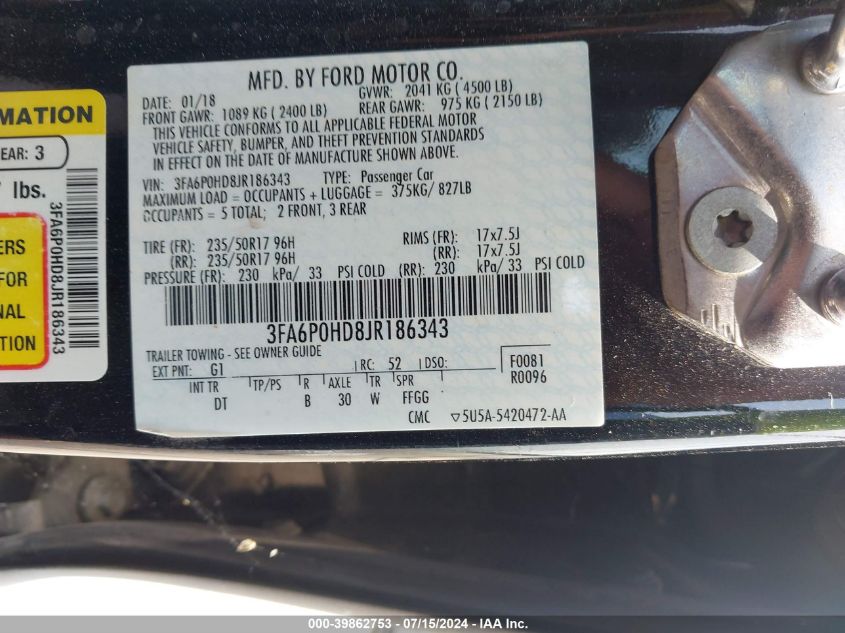 MATION
EAR: 3
lbs.
3FA6P0HD8JR186343
ERS
FOR
NAL
TION
MFD. BY FORD MOTOR CO.
DATE: 01/18 GVWR: 2041 KG ( 4500 LB)
FRONT GAWR: 1089 KG ( 2400 LB) REAR GAWR: 975 KG ( 2150 LB)
THIS VEHICLE CONFORMS TO ALL APPLICABLE FEDERAL MOTOR
VEHICLE SAFETY, BUMPER, AND THEFT PREVENTION STANDARDS
IN EFFECT ON THE DATE OF MANUFACTURE SHOWN ABOVE.
VIN: 3FA6P0HD8JR186343 TYPE: Passenger Car
MAXIMUM LOAD = OCCUPANTS + LUGGAGE = 375KG/ 827LB
OCCUPANTS = 5 TOTAL; 2 FRONT, 3 REAR
TIRE (FR): 235/50R17 96H RIMS (FR): 17x7.5J
(RR): 235/50R17 96H (RR): 17x7.5J
PRESSURE (FR): 230 kPa/ 33 PSI COLD (RR): 230 kPa/ 33 PSI COLD
3FA6P0HD8JR186343
TRAILER TOWING - SEE OWNER GUIDE
EXT PNT: G1 RC: 52 DSO: F0081
R0096
INT TR TP/PS R AXLE TR SPR
DT B 30 W FFGG
CMC ▽5U5A-5420472-AA
000-39862753 - 07/15/2024 - IAAI.com